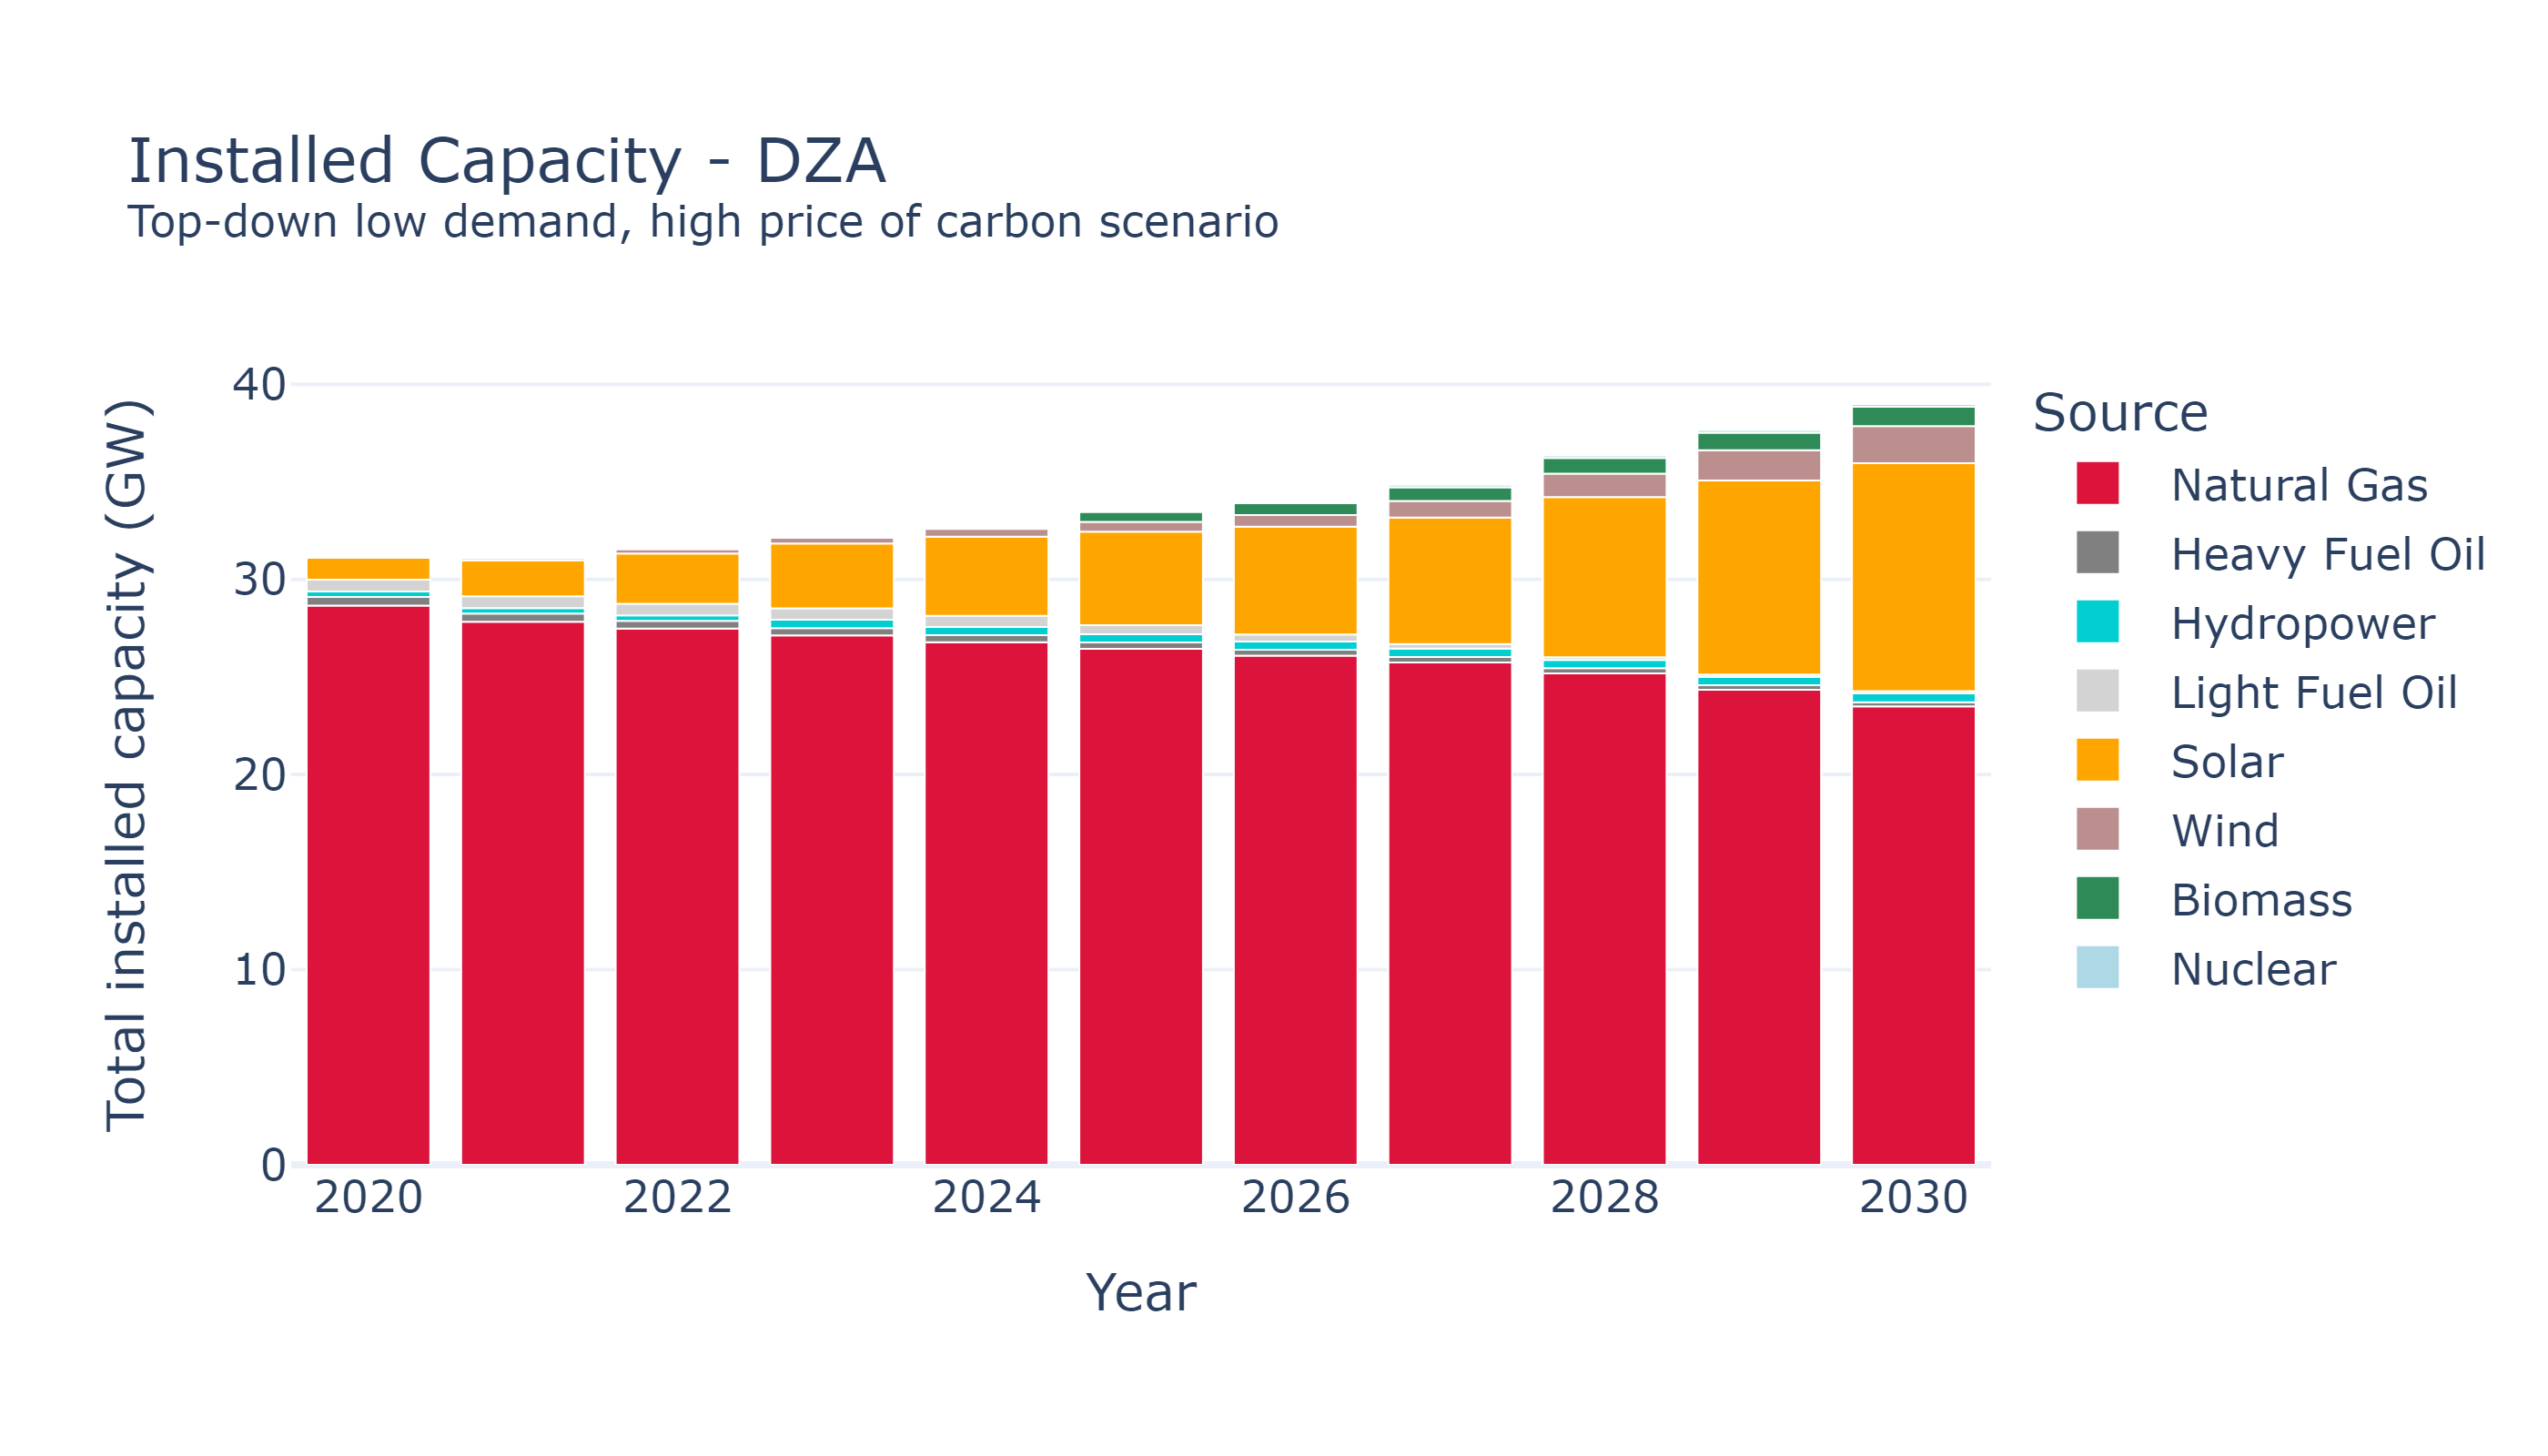 Installed Capacity - DZA
Top-down low demand, high price of carbon scenario
Total installed capacity (GW)
40
30
20
10
0
2020
2022
2024
2026
2028
2030
Year
Source
Natural Gas
Heavy Fuel Oil
Hydropower
Light Fuel Oil
Solar
Wind
Biomass
Nuclear